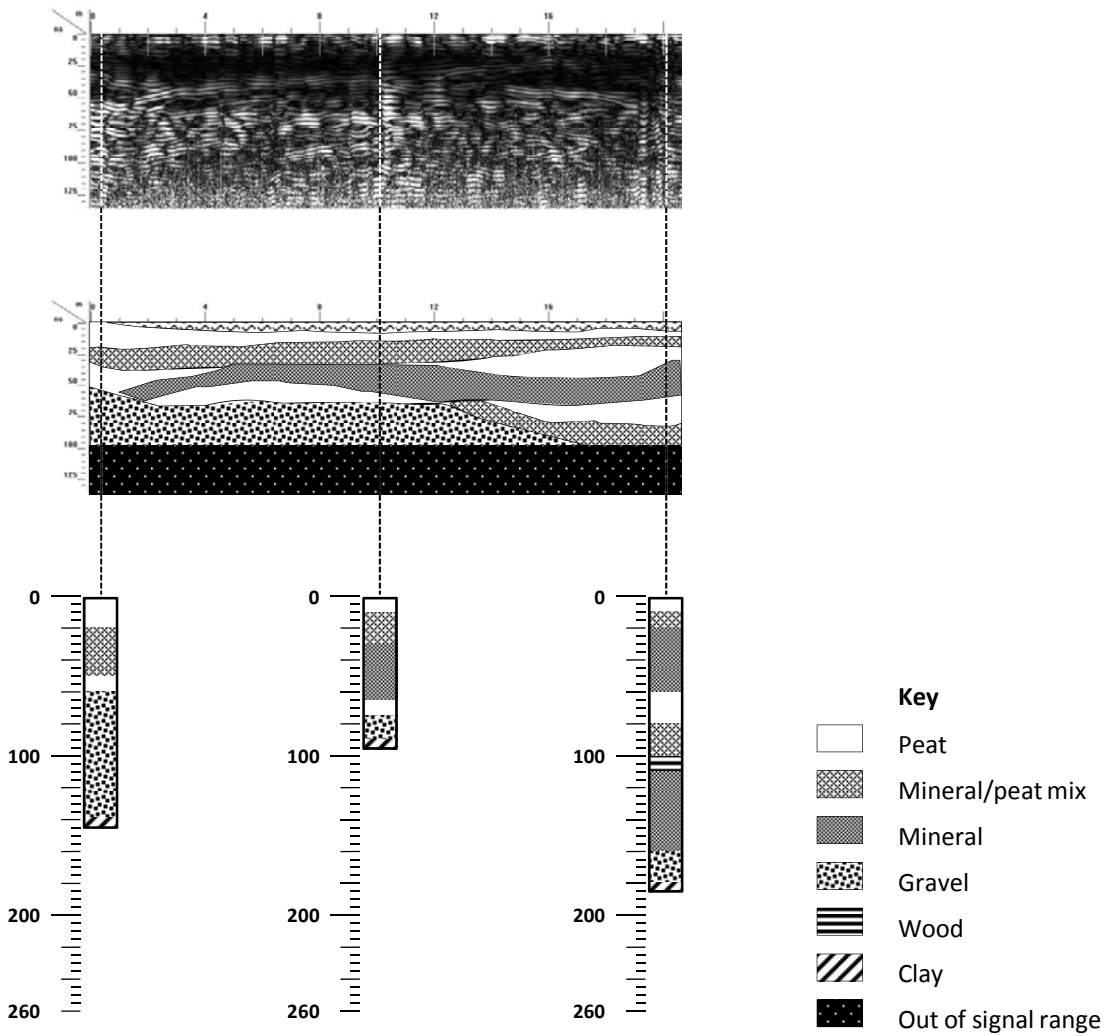 m 0 4 8 12 16
ns
0
25
50
75
100
125
m 0 4 8 12 16
ns
0
25
50
75
100
125
0 0 0
100 100 100
200 200 200
260 260 260
Key
Peat
Mineral/peat mix
Mineral
Gravel
Wood
Clay
Out of signal range